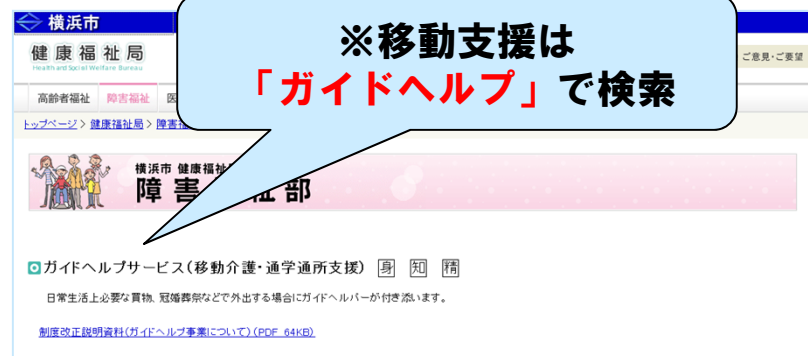 横浜市
※移動支援は
「ガイドヘルプ」で検索
健康福祉局
Health and Social Welfare Bureau
ご意見・ご要望
高齢者福祉 障害福祉 医
トップページ > 健康福祉局 > 障害福
横浜市 健康福祉
障害 祉部
ガイドヘルプサービス(移動介護・通学通所支援) 身 知 精
日常生活上必要な買物、冠婚葬祭などで外出する場合にガイドヘルパーが付き添います。
制度改正説明資料(ガイドヘルプ事業について)(PDF 64KB)